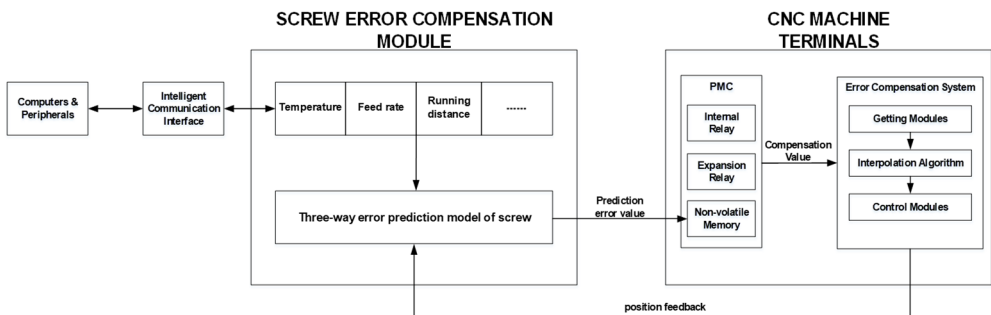 SCREW ERROR COMPENSATION
MODULE
CNC MACHINE
TERMINALS
Computers &
Peripherals
Intelligent
Communication
Interface
Temperature
Feed rate
Running
distance
------
Three-way error prediction model of screw
Prediction
error value
PMC
Internal
Relay
Expansion
Relay
Non-volatile
Memory
Compensation
Value
Error Compensation System
Getting Modules
Interpolation Algorithm
Control Modules
position feedback